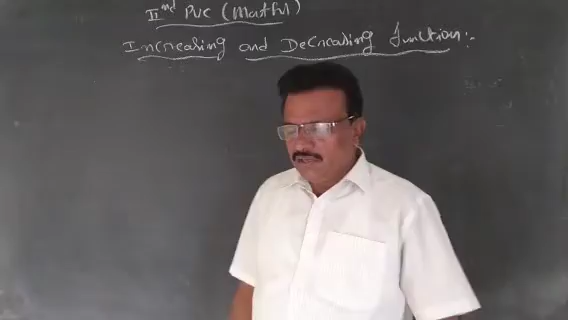 IInd PUC (Maths)
Increasing and Decreasing function:-